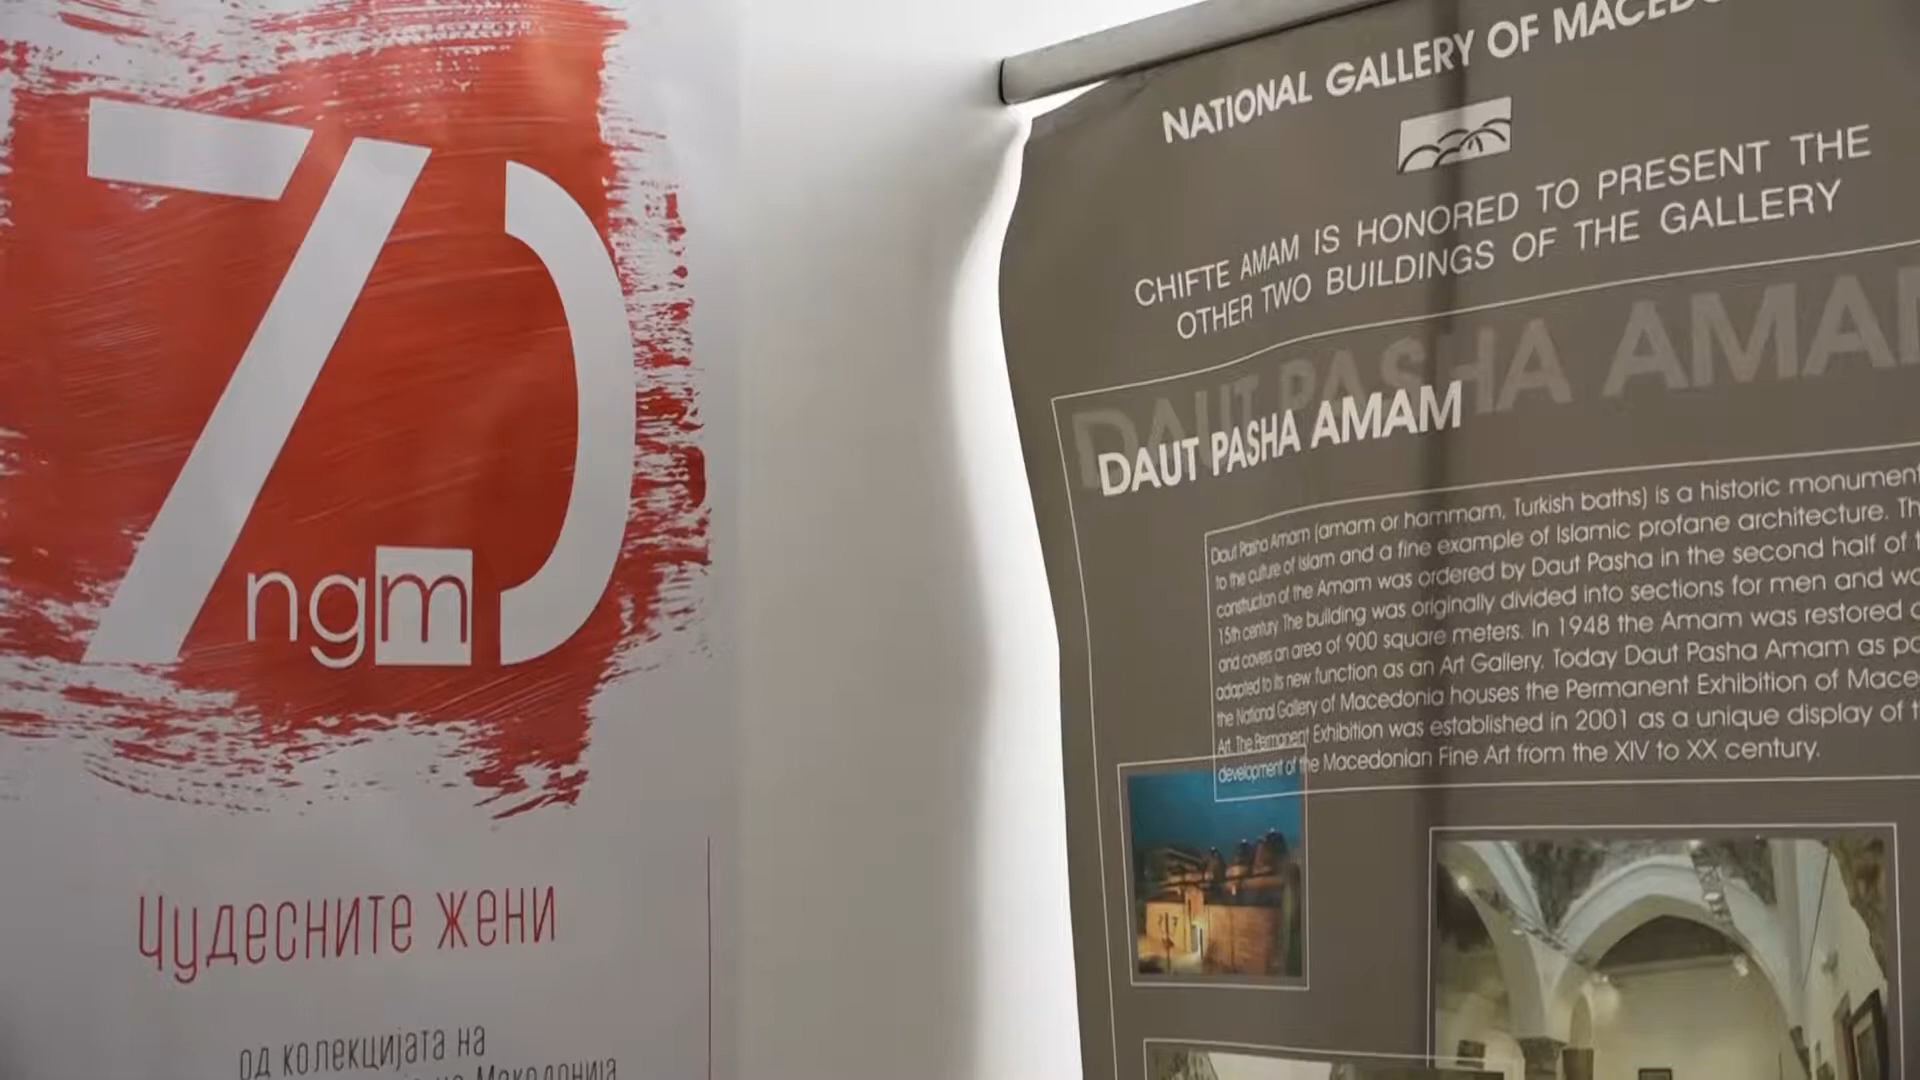 70
ngm
Чудесните жени
од колекцијата на
NATIONAL GALLERY OF
CHIFTE AMAM IS HONORED TO PRESENT THE
OTHER TWO BUILDINGS OF THE GALLERY
DAUT PASHA AMAM
DAUT PASHA AMAM
Daut Pasha Amam (amam or hammam, Turkish baths) is a historic monument
to the culture of Islam and a fine example of Islamic profane architecture. Th
construction of the Amam was ordered by Daut Pasha in the second half of t
15th century. The building was originally divided into sections for men and wo
and covers an area of 900 square meters. In 1948 the Amam was restored a
adapted to its new function as an Art Gallery. Today Daut Pasha Amam as pa
the National Gallery of Macedonia houses the Permanent Exhibition of Mace
Art. The Permanent Exhibition was established in 2001 as a unique display of t
development of the Macedonian Fine Art from the XIV to XX century.